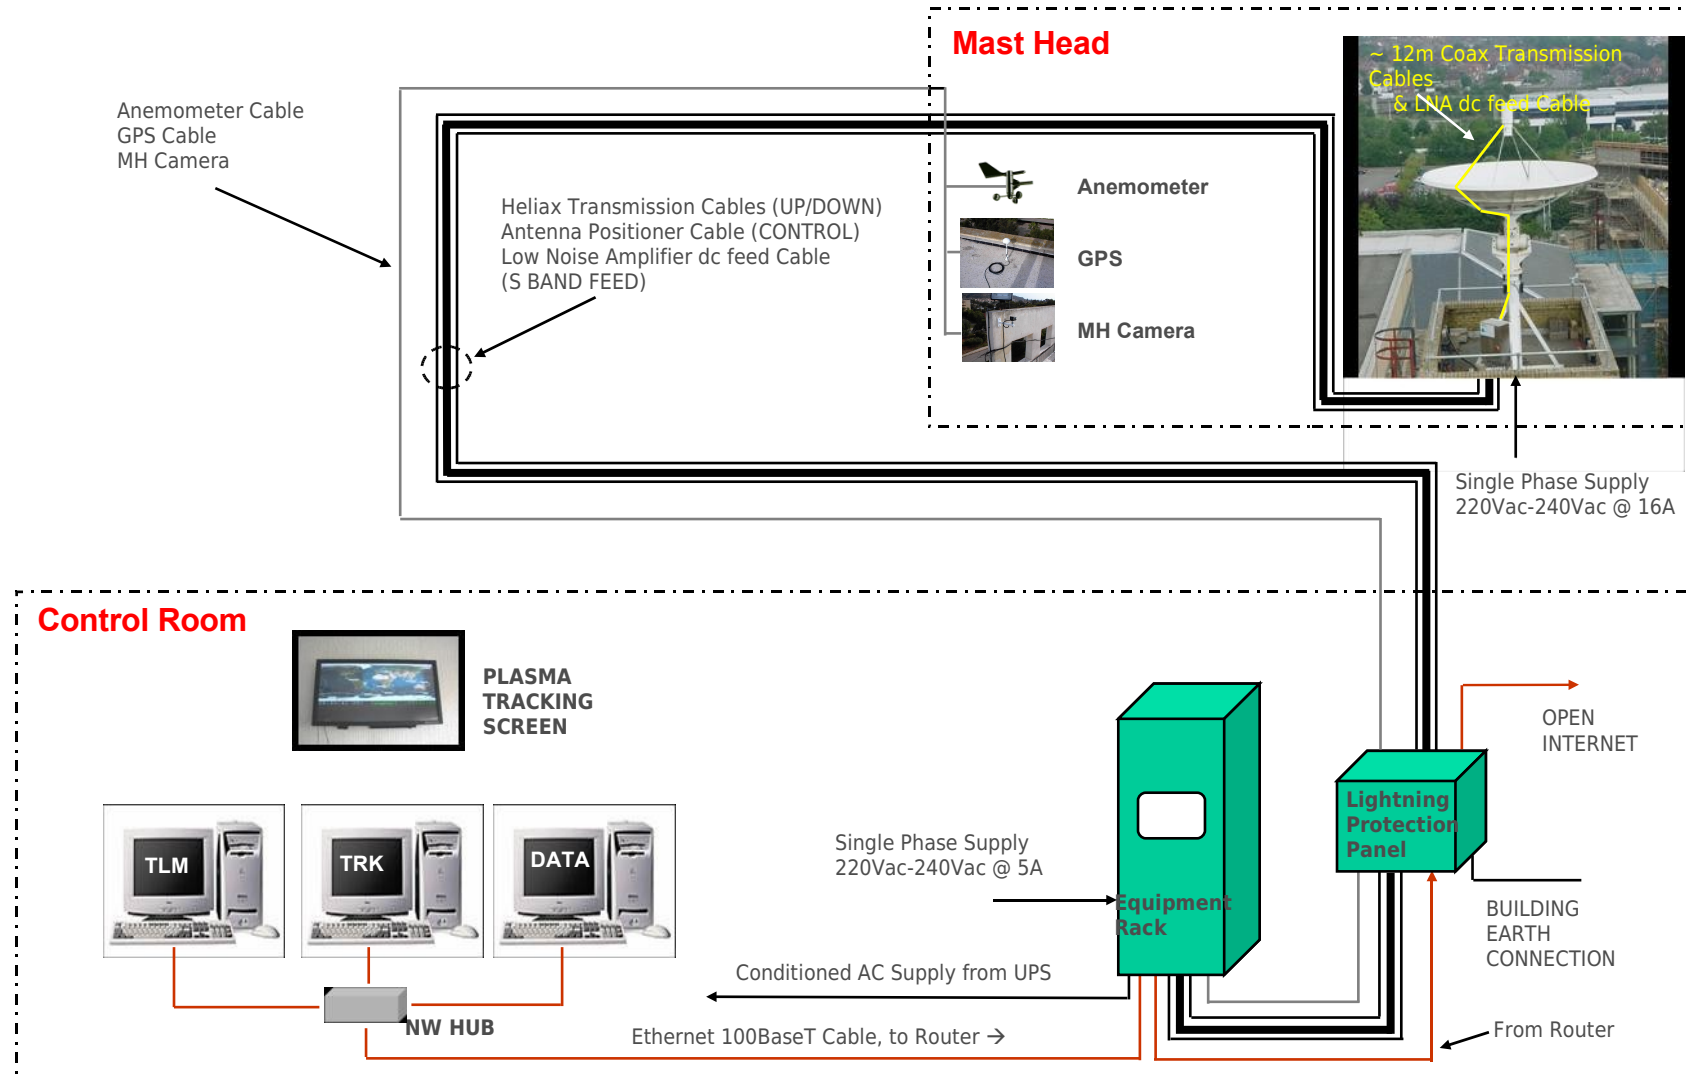 Mast Head
~ 12m Coax Transmission
Cables
& LNA dc feed Cable
Anemometer Cable
GPS Cable
MH Camera
Heliax Transmission Cables (UP/DOWN)
Antenna Positioner Cable (CONTROL)
Low Noise Amplifier dc feed Cable
(S BAND FEED)
Anemometer
GPS
MH Camera
Single Phase Supply
220Vac-240Vac @ 16A
Control Room
PLASMA
TRACKING
SCREEN
OPEN
INTERNET
Lightning
Protection
Panel
TLM
TRK
DATA
Single Phase Supply
220Vac-240Vac @ 5A
Equipment
Rack
BUILDING
EARTH
CONNECTION
Conditioned AC Supply from UPS
NW HUB
Ethernet 100BaseT Cable, to Router →
From Router